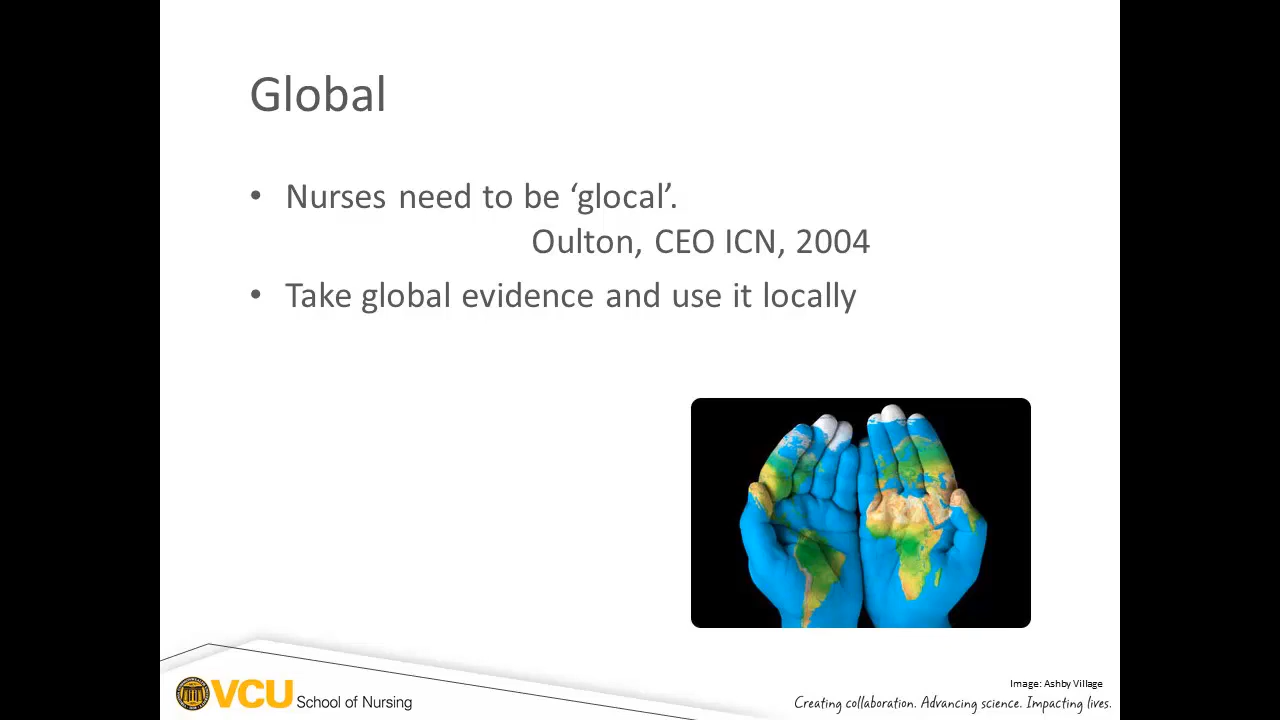 Global
• Nurses need to be ‘glocal’.
Oulton, CEO ICN, 2004
• Take global evidence and use it locally
Image: Ashby Village
VCU School of Nursing
Creating collaboration. Advancing science. Impacting lives.